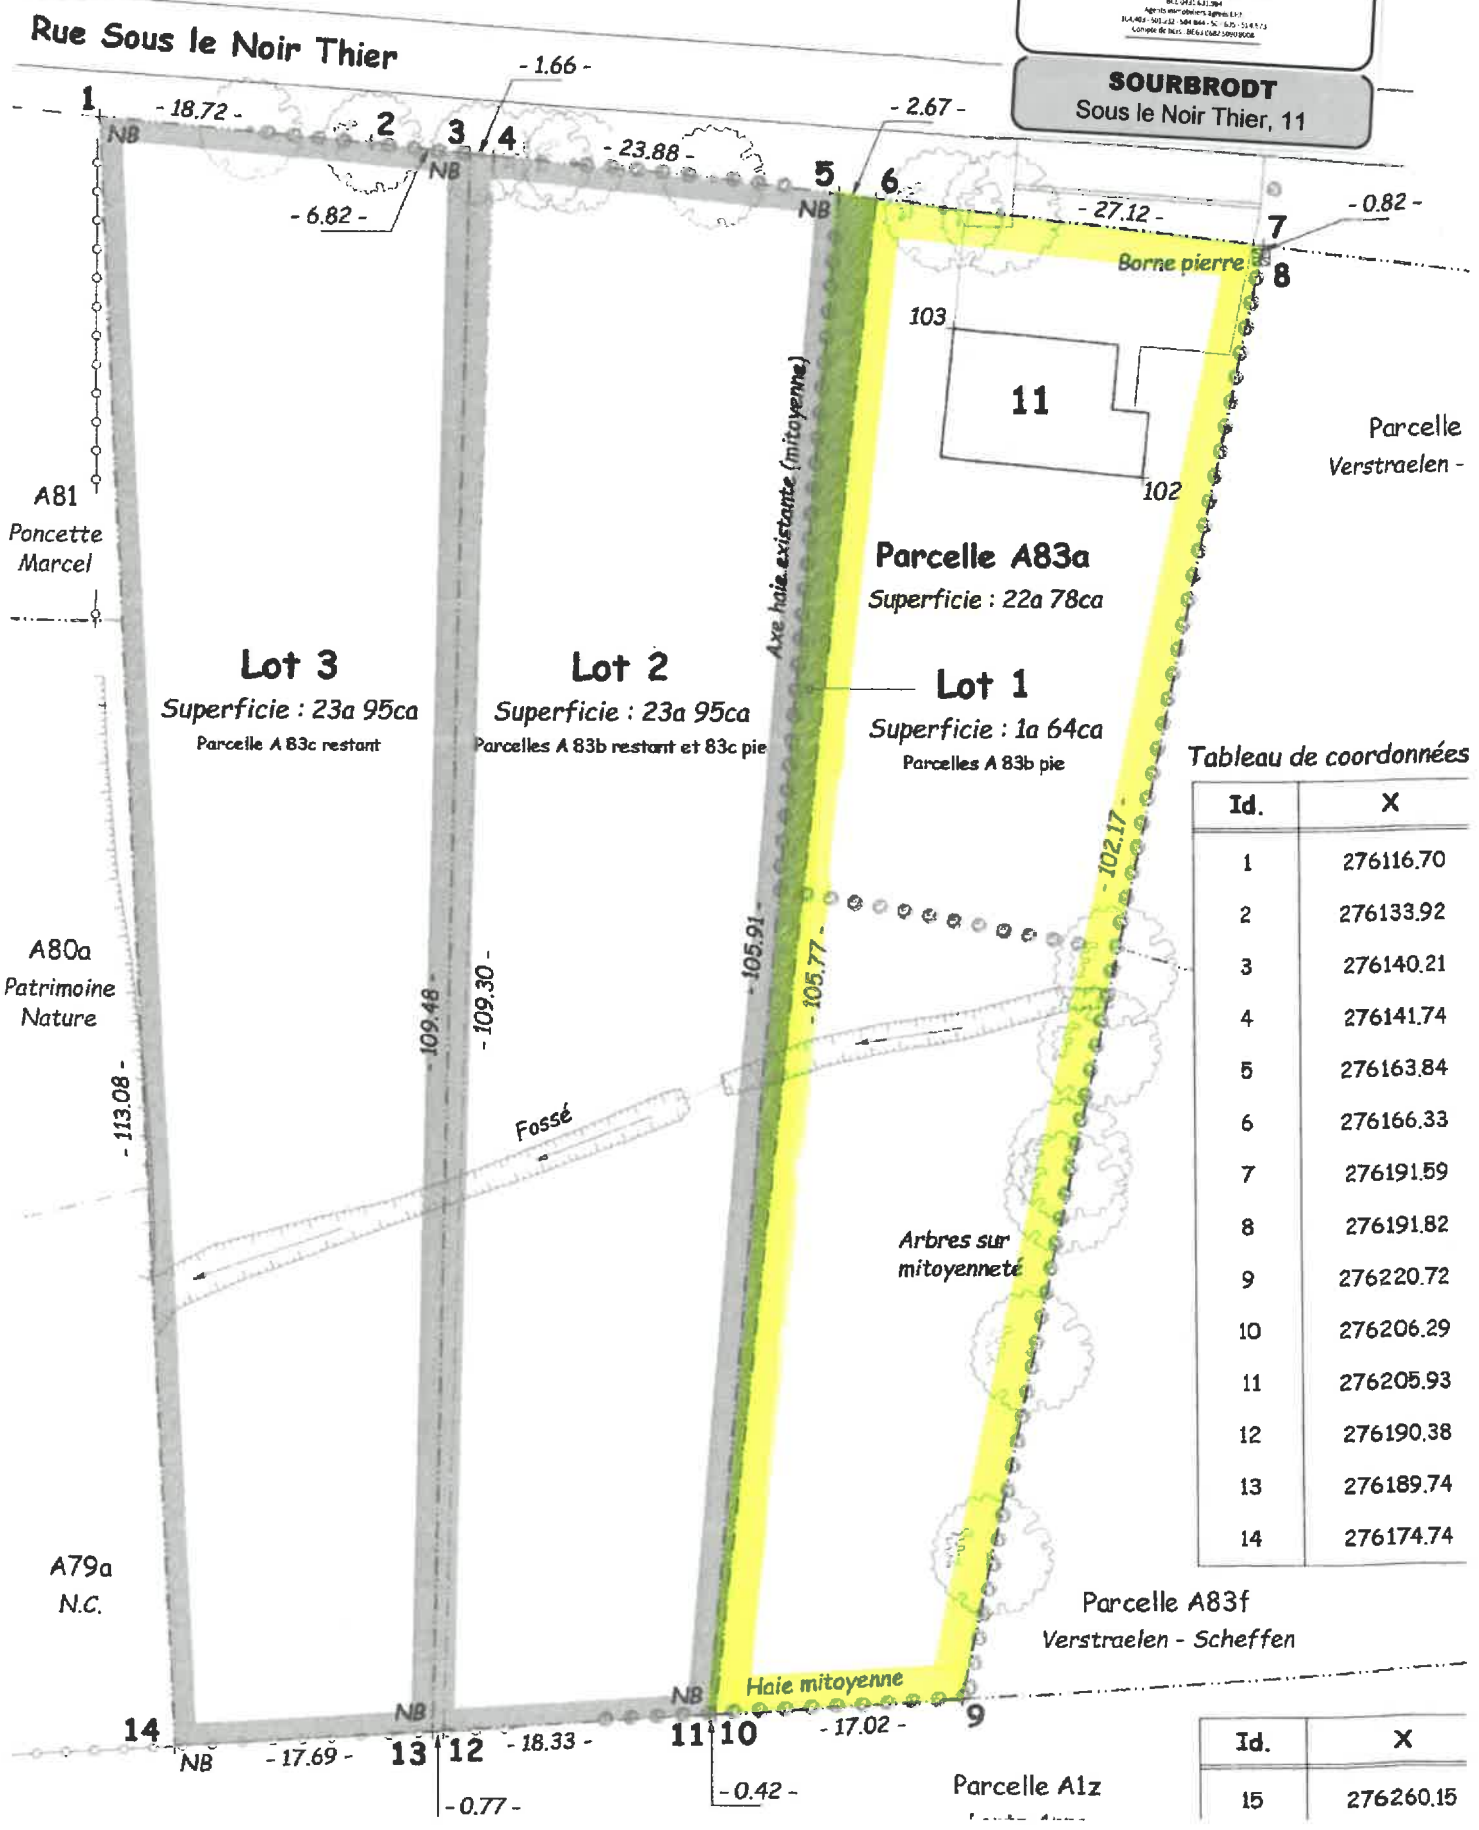 Agents immobiliers agréés I.P.I
SOURBRODT
Sous le Noir Thier, 11
Rue Sous le Noir Thier
- 1.66 -
- 2.67 -
1
- 18.72 -
2
3
4
- 23.88 -
5
6
- 27.12 -
- 0.82 -
7
8
NB
NB
NB
- 6.82 -
Borne pierre
103
11
102
Parcelle
Verstraelen -
Axe haie existante (mitoyenne)
A81
Poncette
Marcel
Parcelle A83a
Superficie : 22a 78ca
Lot 3
Superficie : 23a 95ca
Parcelle A 83c restant
Lot 2
Superficie : 23a 95ca
Parcelles A 83b restant et 83c pie
Lot 1
Superficie : 1a 64ca
Parcelles A 83b pie
Tableau de coordonnées
Id. X
1 276116.70
2 276133.92
3 276140.21
4 276141.74
5 276163.84
6 276166.33
7 276191.59
8 276191.82
9 276220.72
10 276206.29
11 276205.93
12 276190.38
13 276189.74
14 276174.74
- 102.17 -
A80a
Patrimoine
Nature
- 113.08 -
- 109.48 -
- 109.30 -
- 105.91 -
- 105.77 -
Fossé
Arbres sur
mitoyenneté
A79a
N.C.
Parcelle A83f
Verstraelen - Scheffen
Haie mitoyenne
NB
NB
NB
14
- 17.69 -
13
12
- 18.33 -
11
10
- 17.02 -
9
- 0.77 -
- 0.42 -
Parcelle A1z
Id. X
15 276260.15